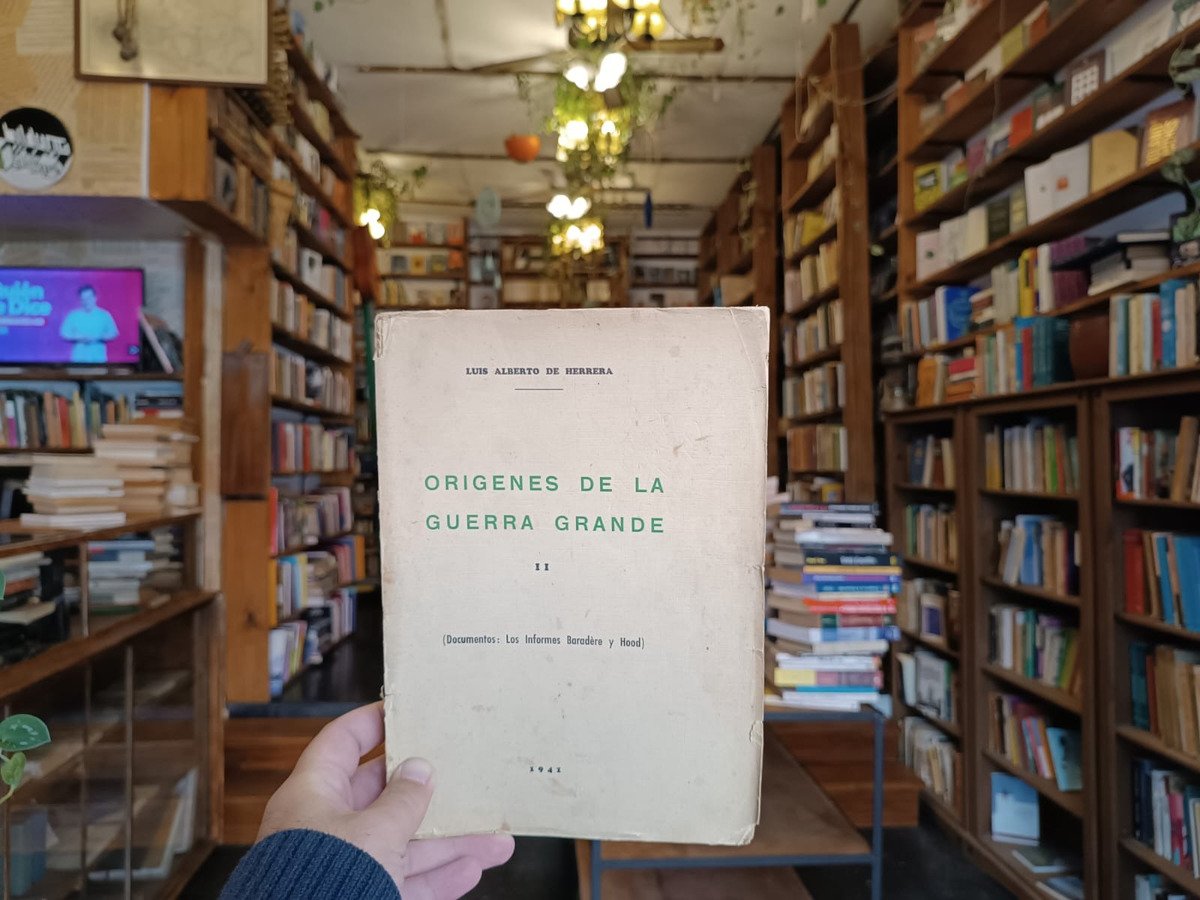 LUIS ALBERTO DE HERRERA
ORIGENES DE LA
GUERRA GRANDE
II
(Documentos: Los Informes Baradère y Hood)
1941